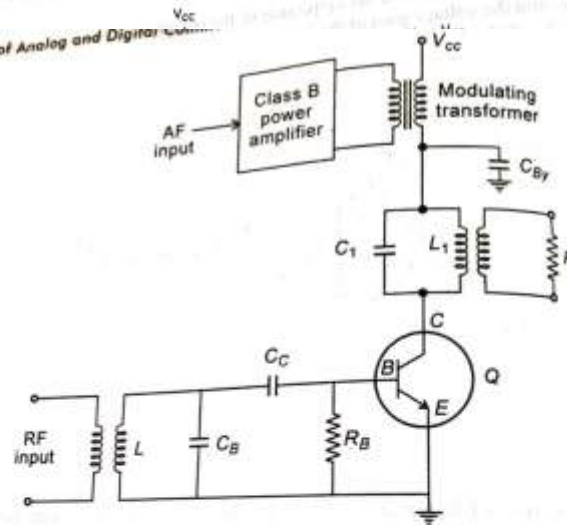 Vcc
of Analog and Digital Comm
Vcc
Class B
power
amplifier
Modulating
transformer
AF
input
CBy
C1
L1
C
CC
B
Q
E
RF
input
L
CB
RB